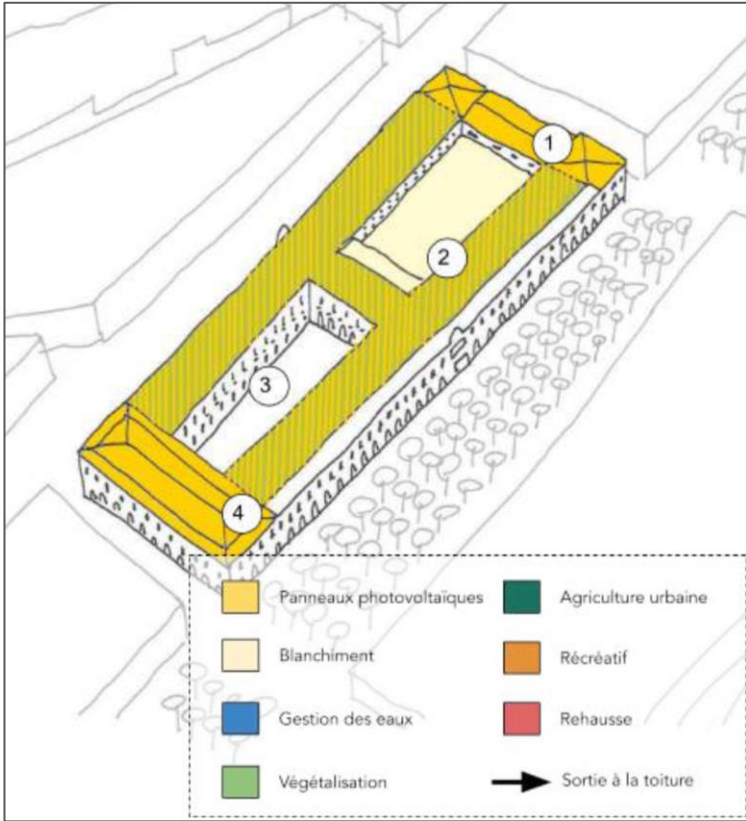 1
2
3
4
Panneaux photovoltaïques
Blanchiment
Gestion des eaux
Végétalisation
Agriculture urbaine
Récréatif
Rehausse
Sortie à la toiture